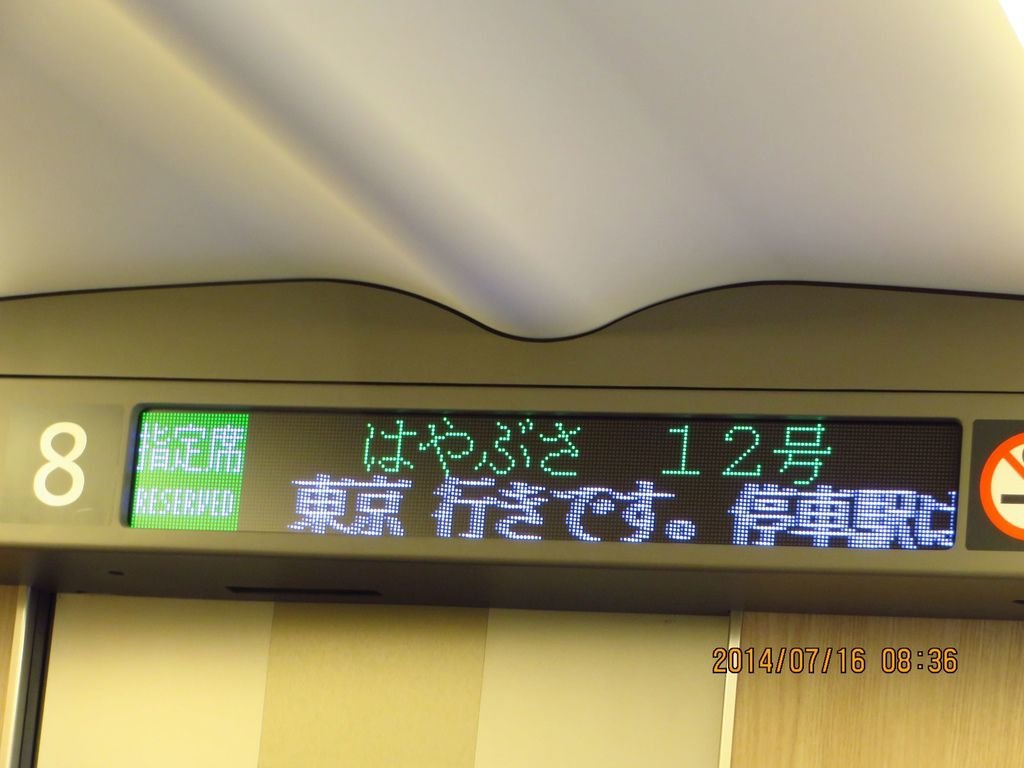 8
指定席
RESERVED
はやぶさ 12号
東京 行きです。停車駅は
2014/07/16 08:36